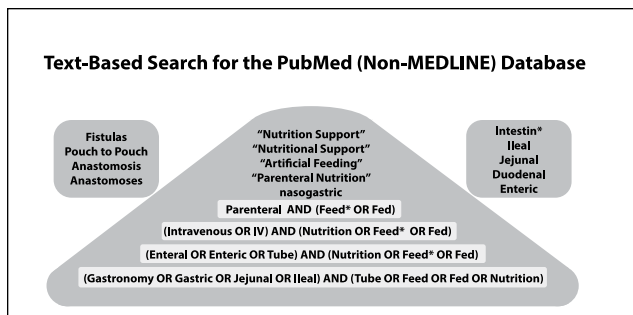 Text-Based Search for the PubMed (Non-MEDLINE) Database
Fistulas
Pouch to Pouch
Anastomosis
Anastomoses
“Nutrition Support”
“Nutritional Support”
“Artificial Feeding”
“Parenteral Nutrition”
nasogastric
Parenteral AND (Feed* OR Fed)
(Intravenous OR IV) AND (Nutrition OR Feed* OR Fed)
(Enteral OR Enteric OR Tube) AND (Nutrition OR Feed* OR Fed)
(Gastronomy OR Gastric OR Jejunal OR Ileal) AND (Tube OR Feed OR Fed OR Nutrition)
Intestin*
Ileal
Jejunal
Duodenal
Enteric